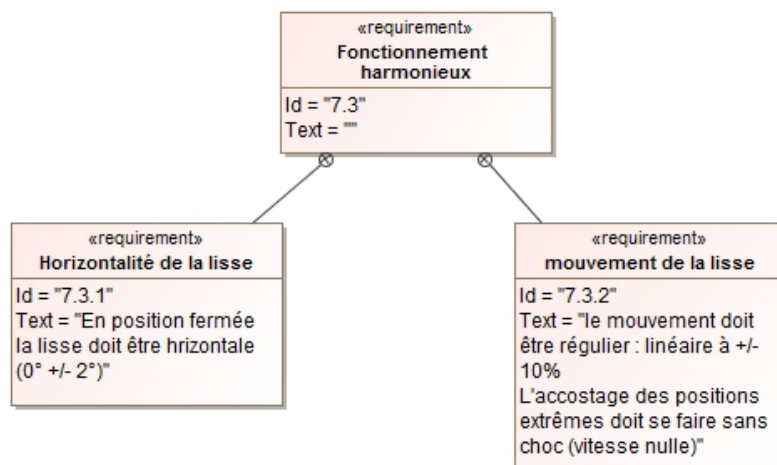 «requirement»
Fonctionnement
harmonieux
Id = "7.3"
Text = ""
«requirement»
Horizontalité de la lisse
Id = "7.3.1"
Text = "En position fermée
la lisse doit être hrizontale
(0° +/- 2°)"
«requirement»
mouvement de la lisse
Id = "7.3.2"
Text = "le mouvement doit
être régulier : linéaire à +/-
10%
L'accostage des positions
extrêmes doit se faire sans
choc (vitesse nulle)"